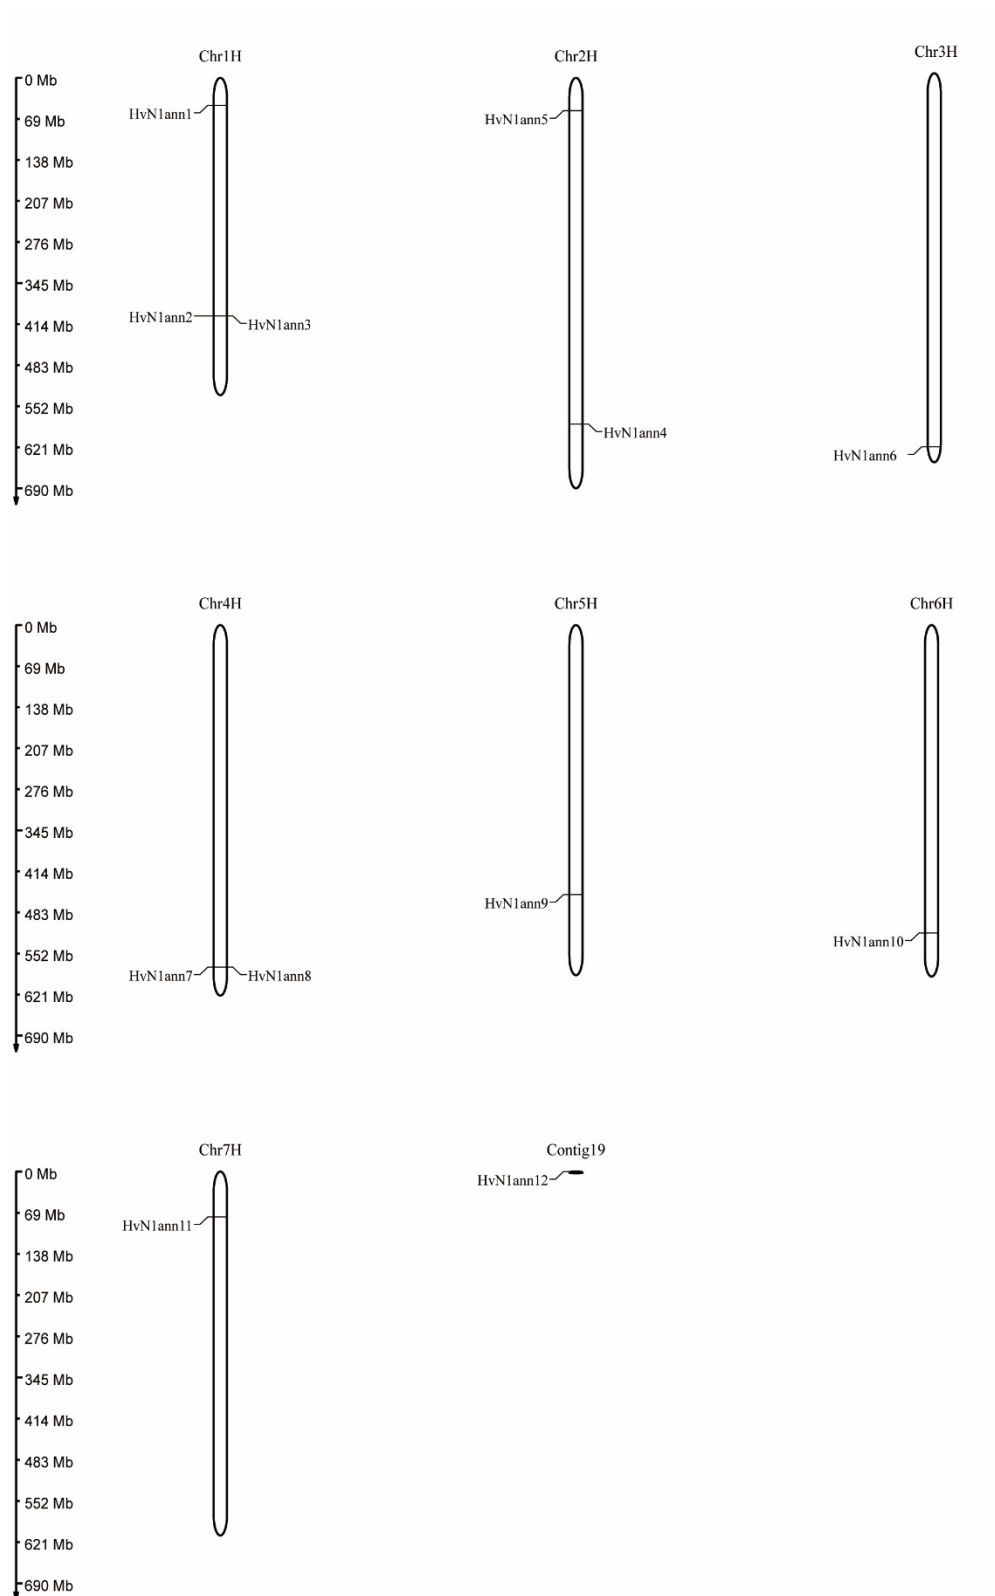 Chr1H
Chr2H
Chr3H
0 Mb
69 Mb
138 Mb
207 Mb
276 Mb
345 Mb
414 Mb
483 Mb
552 Mb
621 Mb
690 Mb
HvN1ann1
HvN1ann2
HvN1ann3
HvN1ann5
HvN1ann4
HvN1ann6
Chr4H
Chr5H
Chr6H
0 Mb
69 Mb
138 Mb
207 Mb
276 Mb
345 Mb
414 Mb
483 Mb
552 Mb
621 Mb
690 Mb
HvN1ann7
HvN1ann8
HvN1ann9
HvN1ann10
Chr7H
Contig19
0 Mb
69 Mb
138 Mb
207 Mb
276 Mb
345 Mb
414 Mb
483 Mb
552 Mb
621 Mb
690 Mb
HvN1ann11
HvN1ann12